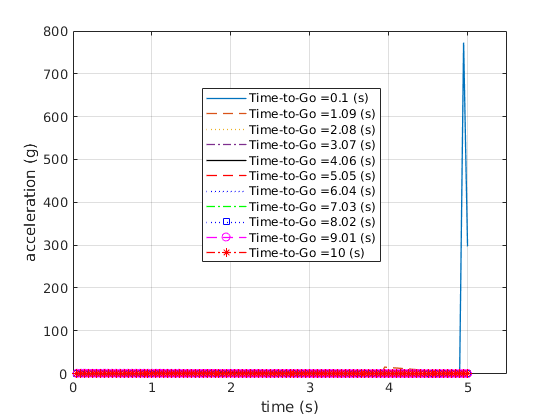 800
700
600
500
400
300
200
100
0
acceleration (g)
Time-to-Go =0.1 (s)
Time-to-Go =1.09 (s)
Time-to-Go =2.08 (s)
Time-to-Go =3.07 (s)
Time-to-Go =4.06 (s)
Time-to-Go =5.05 (s)
Time-to-Go =6.04 (s)
Time-to-Go =7.03 (s)
Time-to-Go =8.02 (s)
Time-to-Go =9.01 (s)
Time-to-Go =10 (s)
0 1 2 3 4 5
time (s)